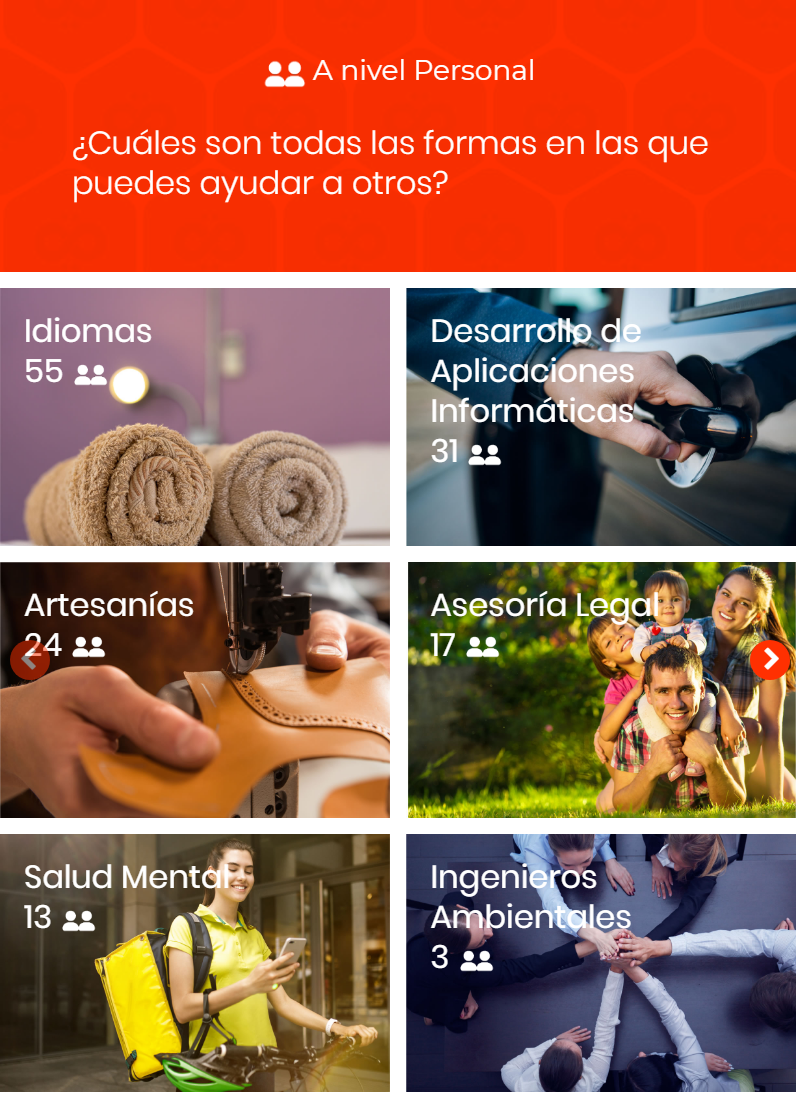 A nivel Personal
¿Cuáles son todas las formas en las que
puedes ayudar a otros?
Idiomas
55
Desarrollo de
Aplicaciones
Informáticas
31
Artesanías
24
Asesoría Legal
17
Salud Mental
13
Ingenieros
Ambientales
3